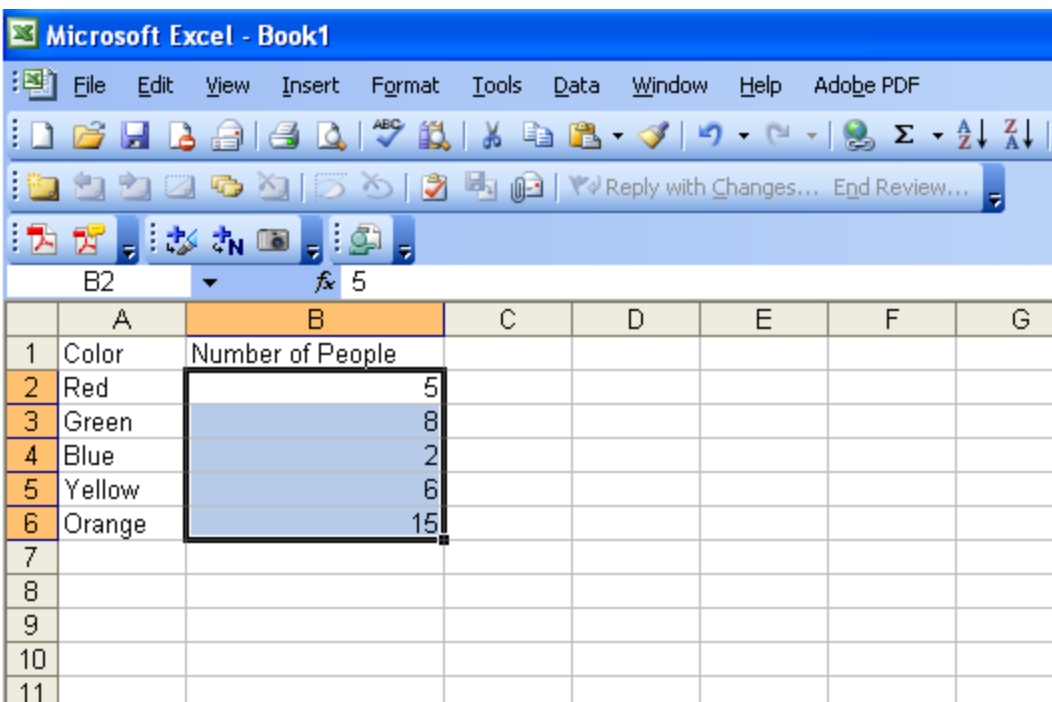 Microsoft Excel - Book1
File Edit View Insert Format Tools Data Window Help Adobe PDF
ABC Σ A Z Z A
Reply with Changes... End Review...
N
B2 fx 5
A B C D E F G
1 Color Number of People
2 Red 5
3 Green 8
4 Blue 2
5 Yellow 6
6 Orange 15
7
8
9
10
11